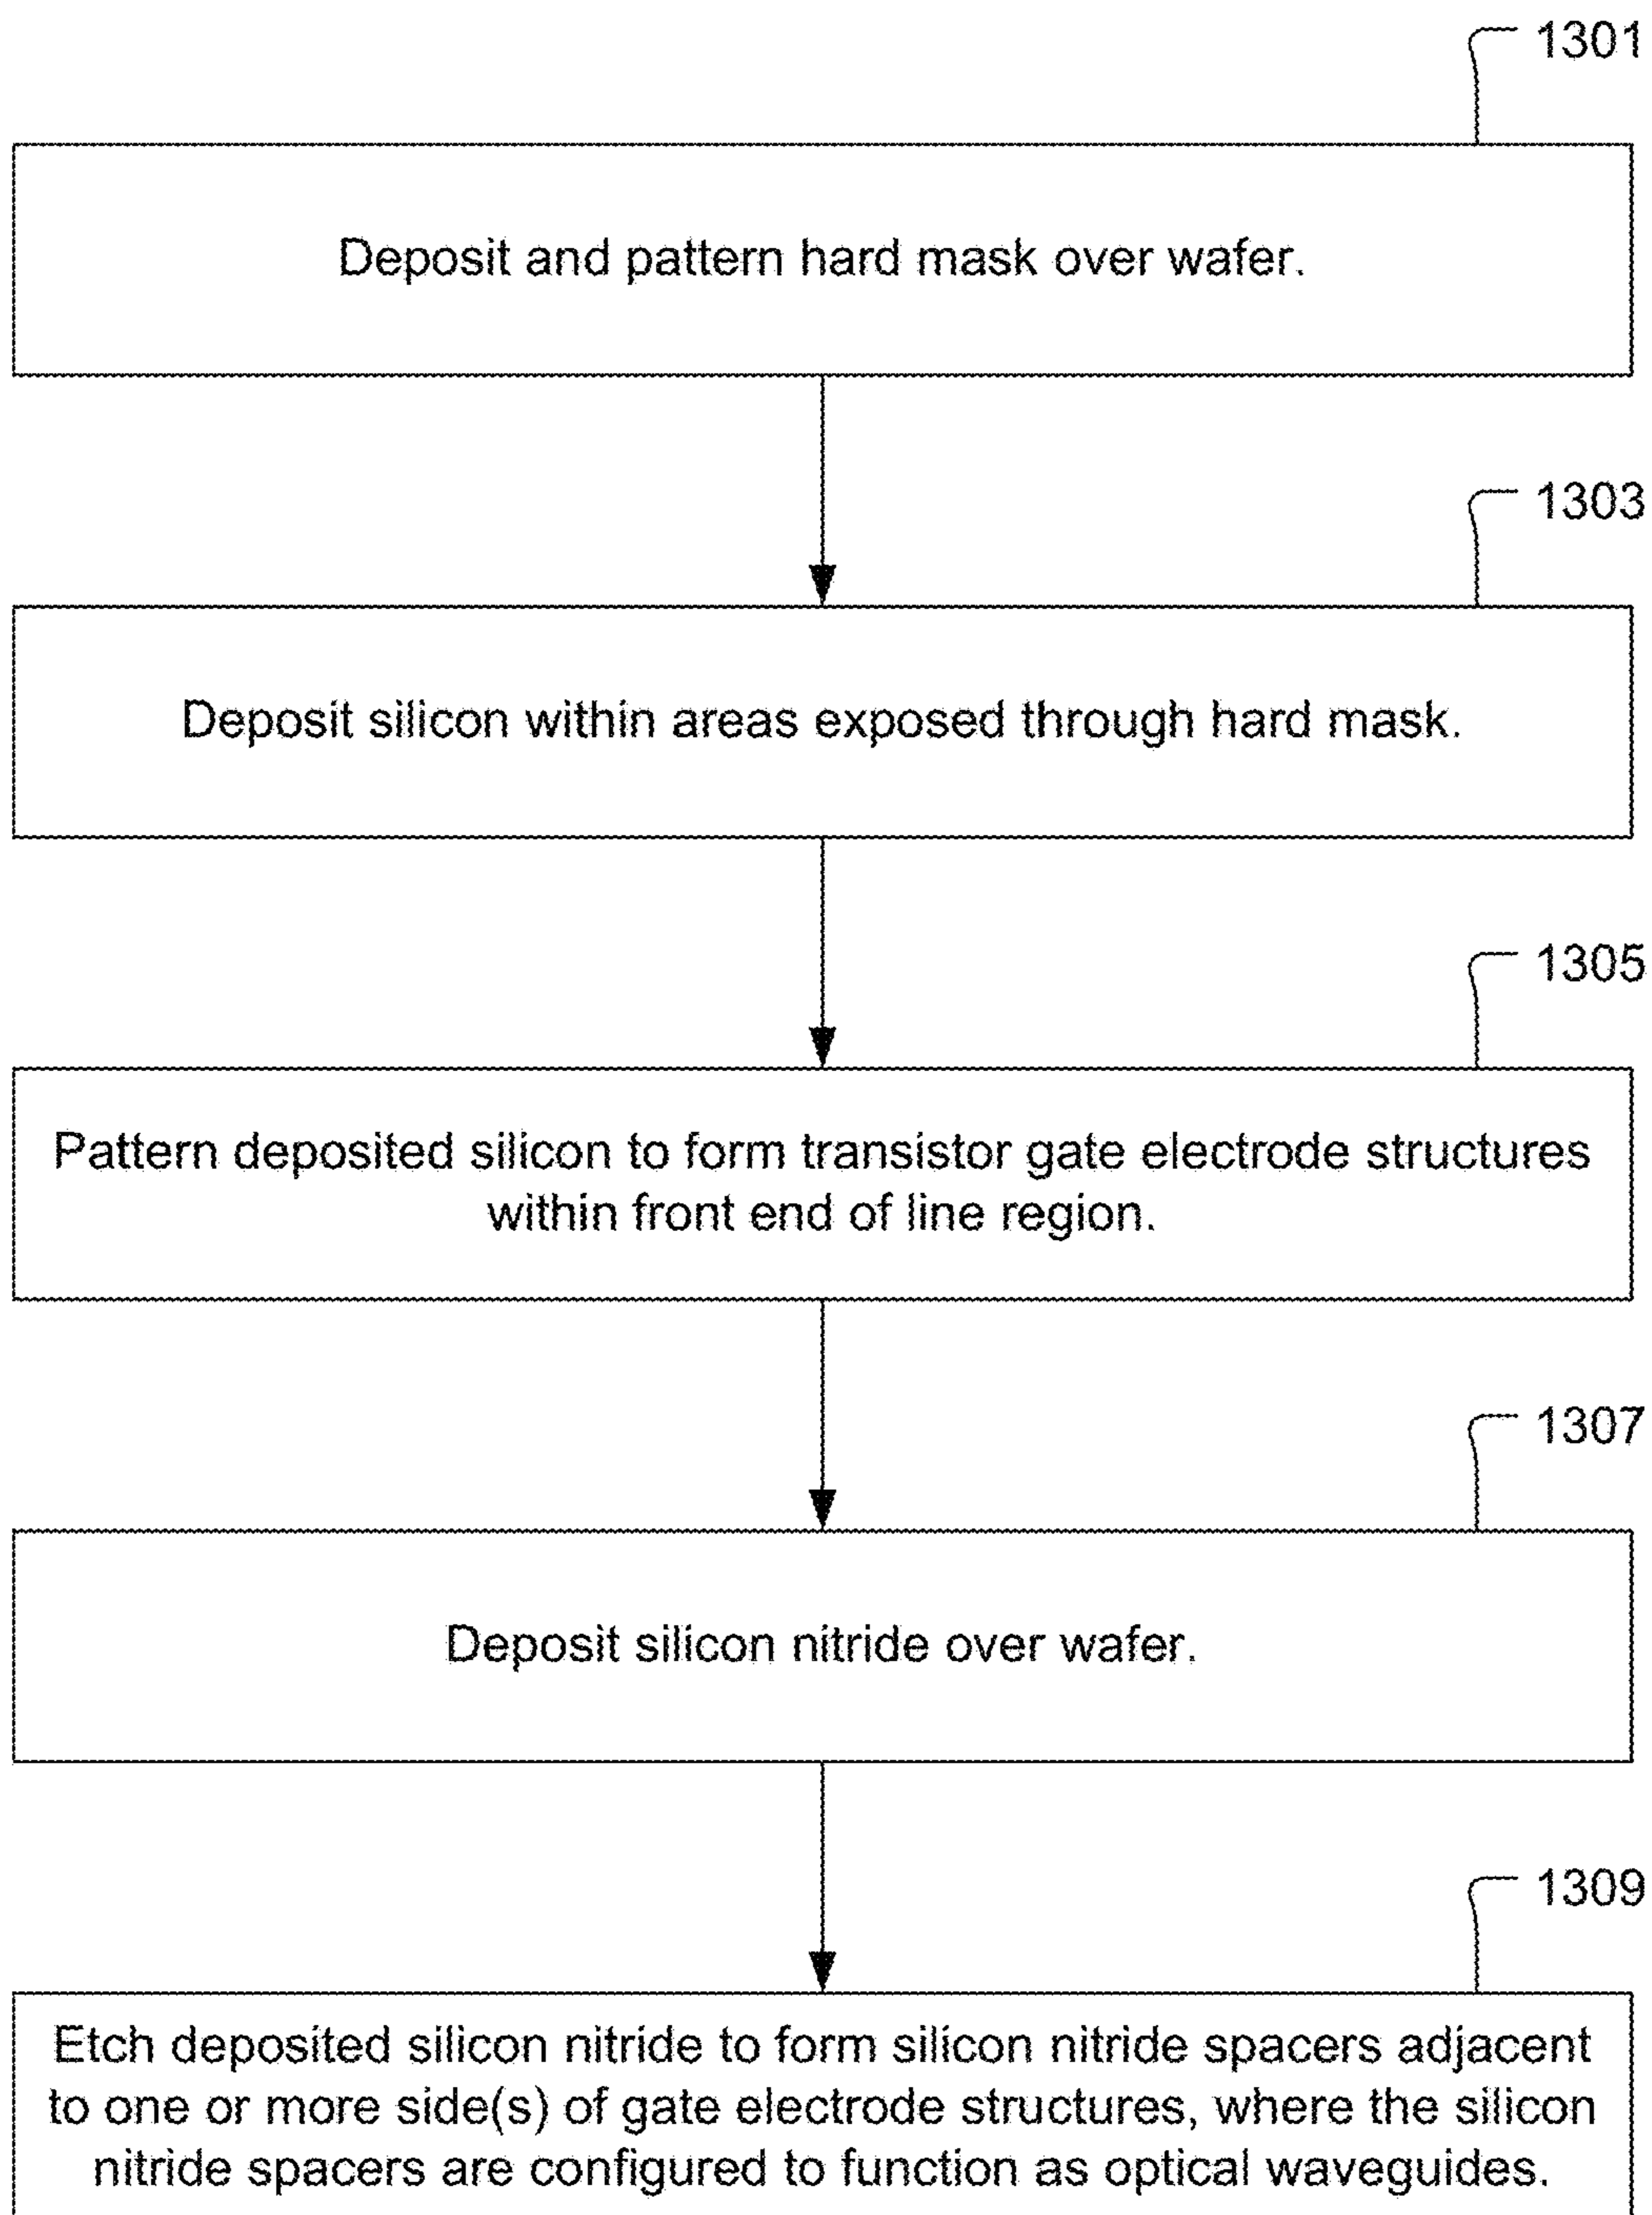 1301
Deposit and pattern hard mask over wafer.
1303
Deposit silicon within areas exposed through hard mask.
1305
Pattern deposited silicon to form transistor gate electrode structures
within front end of line region.
1307
Deposit silicon nitride over wafer.
1309
Etch deposited silicon nitride to form silicon nitride spacers adjacent
to one or more side(s) of gate electrode structures, where the silicon
nitride spacers are configured to function as optical waveguides.